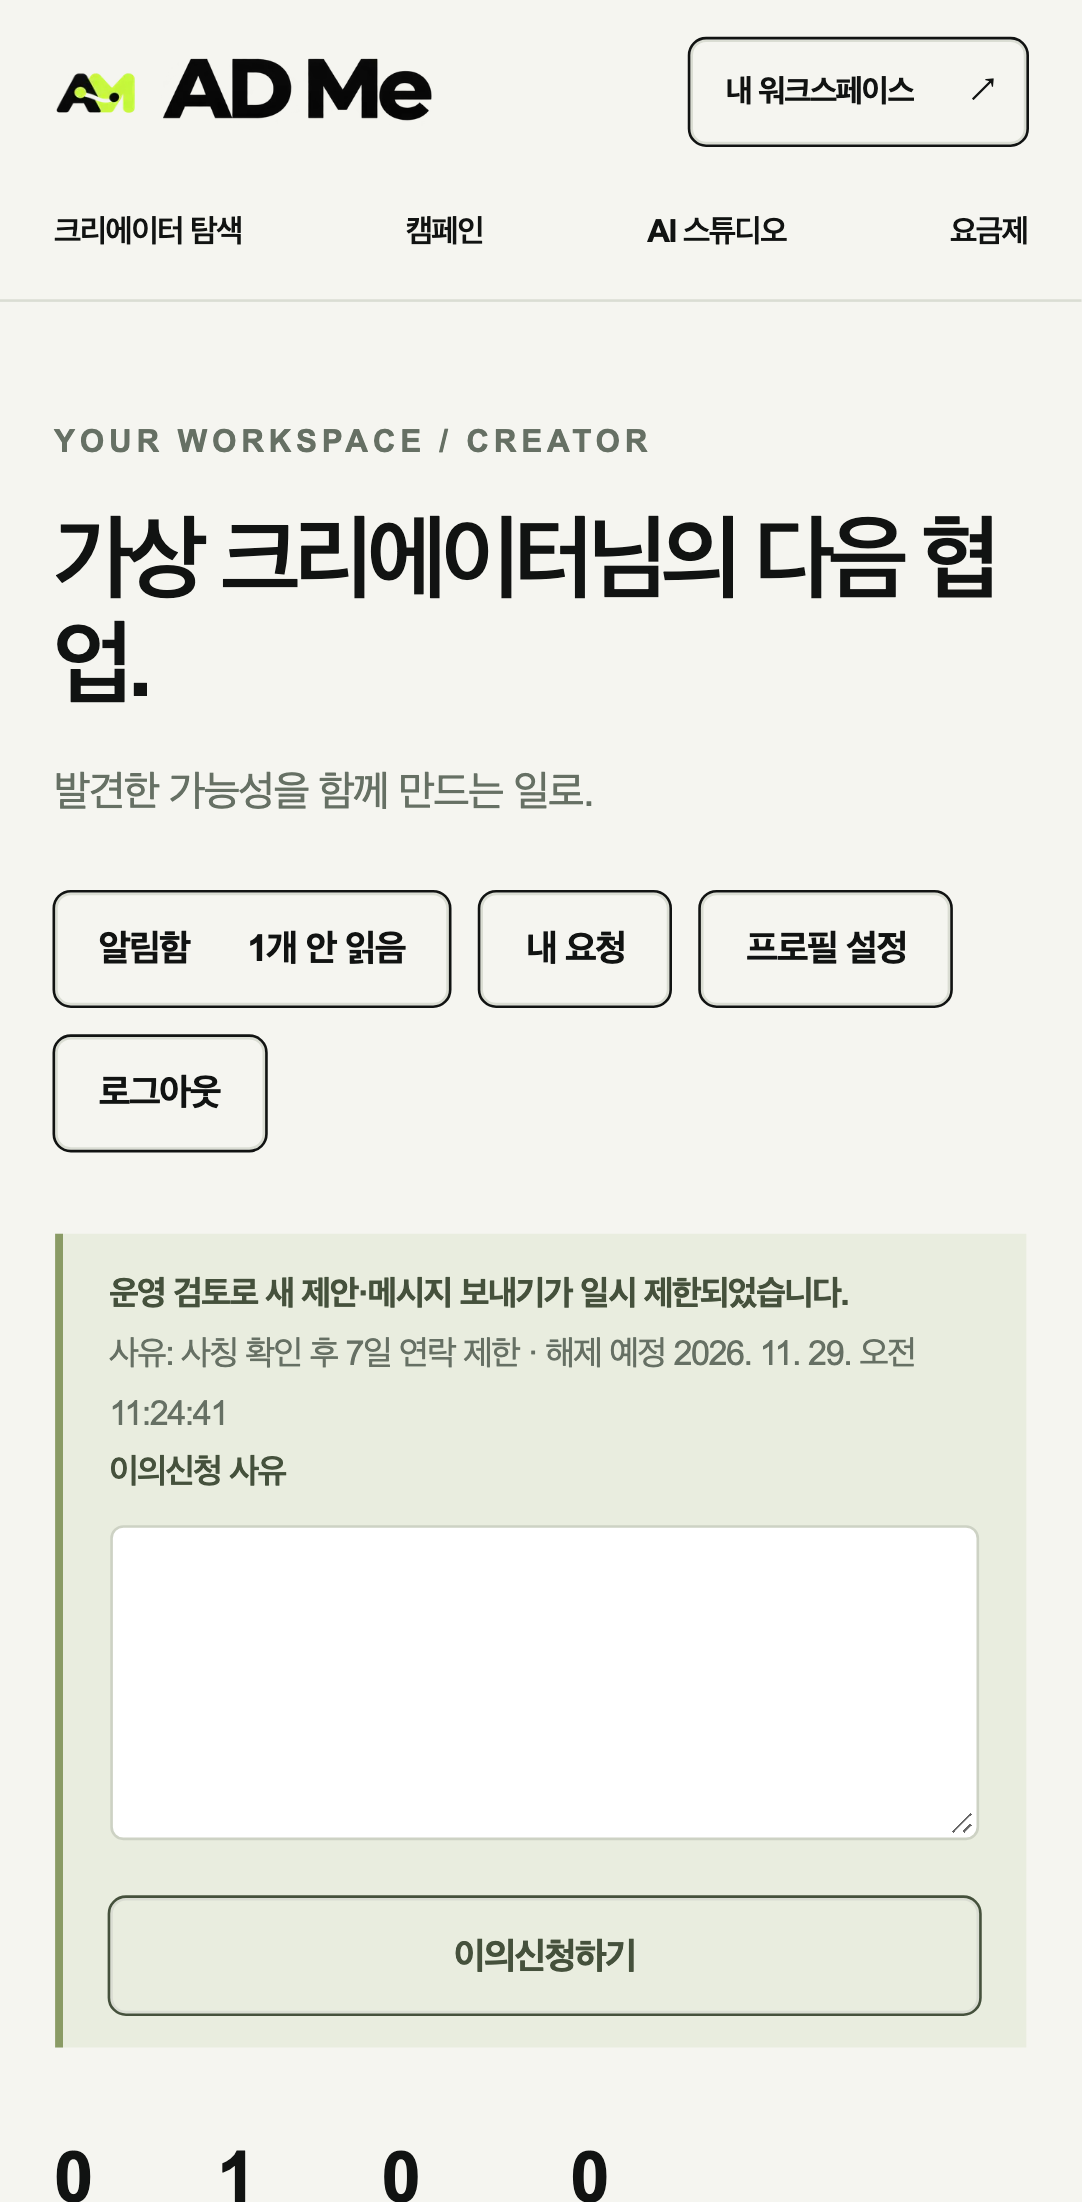 AM AD Me
내 워크스페이스 ↗
크리에이터 탐색 캠페인 AI 스튜디오 요금제
YOUR WORKSPACE / CREATOR
가상 크리에이터님의 다음 협
업.
발견한 가능성을 함께 만드는 일로.
알림함 1개 안 읽음 내 요청 프로필 설정
로그아웃
운영 검토로 새 제안·메시지 보내기가 일시 제한되었습니다.
사유: 사칭 확인 후 7일 연락 제한 · 해제 예정 2026. 11. 29. 오전
11:24:41
이의신청 사유
이의신청하기
0 1 0 0